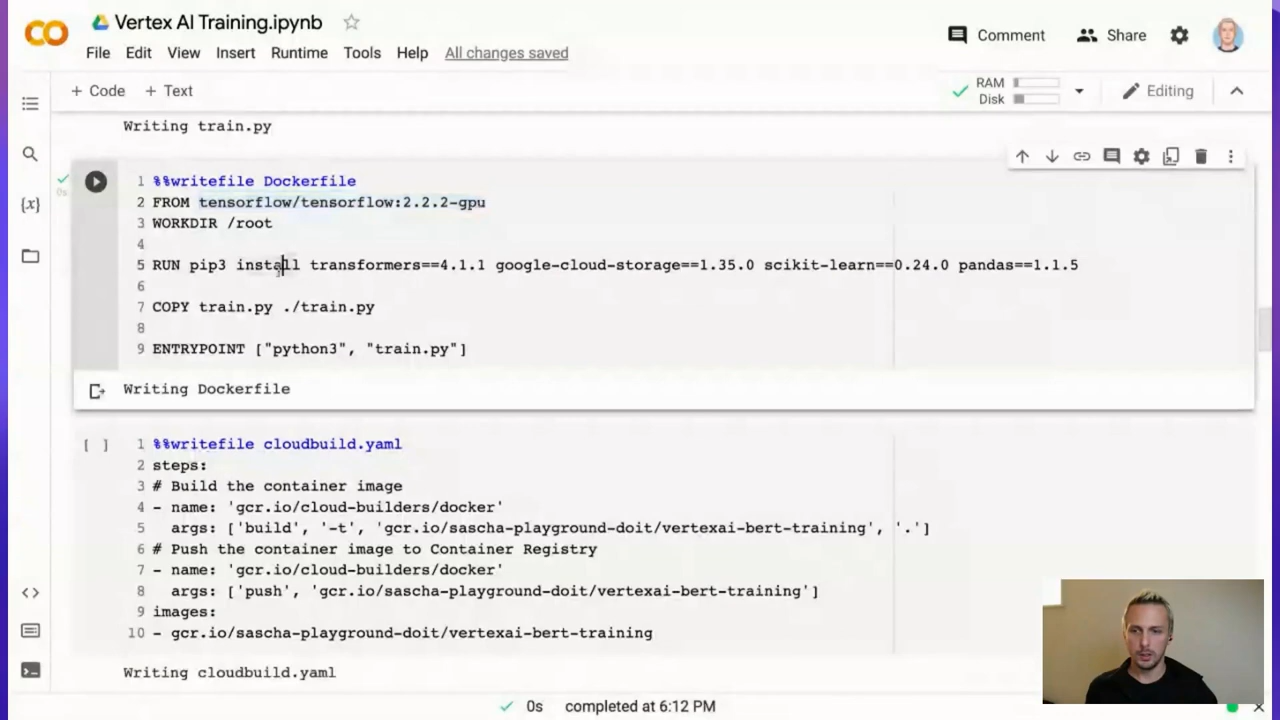 CO Vertex AI Training.ipynb
File Edit View Insert Runtime Tools Help All changes saved
Comment Share
+ Code + Text
RAM
Disk
Editing
Writing train.py
1 %%writefile Dockerfile
0s
2 FROM tensorflow/tensorflow:2.2.2-gpu
{x}
3 WORKDIR /root
4
5 RUN pip3 install transformers==4.1.1 google-cloud-storage==1.35.0 scikit-learn==0.24.0 pandas==1.1.5
6
7 COPY train.py ./train.py
8
9 ENTRYPOINT ["python3", "train.py"]
Writing Dockerfile
[ ] 1 %%writefile cloudbuild.yaml
2 steps:
3 # Build the container image
4 - name: 'gcr.io/cloud-builders/docker'
5   args: ['build', '-t', 'gcr.io/sascha-playground-doit/vertexai-bert-training', '.']
6 # Push the container image to Container Registry
7 - name: 'gcr.io/cloud-builders/docker'
8   args: ['push', 'gcr.io/sascha-playground-doit/vertexai-bert-training']
9 images:
10 - gcr.io/sascha-playground-doit/vertexai-bert-training
Writing cloudbuild.yaml
0s completed at 6:12 PM